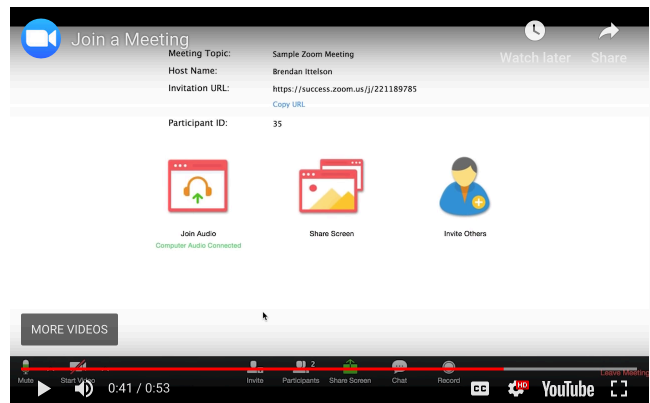 Join a Meeting
Watch later
Share
Meeting Topic: Sample Zoom Meeting
Host Name: Brendan Ittelson
Invitation URL: https://success.zoom.us/j/221189785
Copy URL
Participant ID: 35
Join Audio
Share Screen
Invite Others
Computer Audio Connected
MORE VIDEOS
2
Leave Meeting
Mute Start Video Invite Participants Share Screen Chat Record
0:41 / 0:53
CC
HD
YouTube